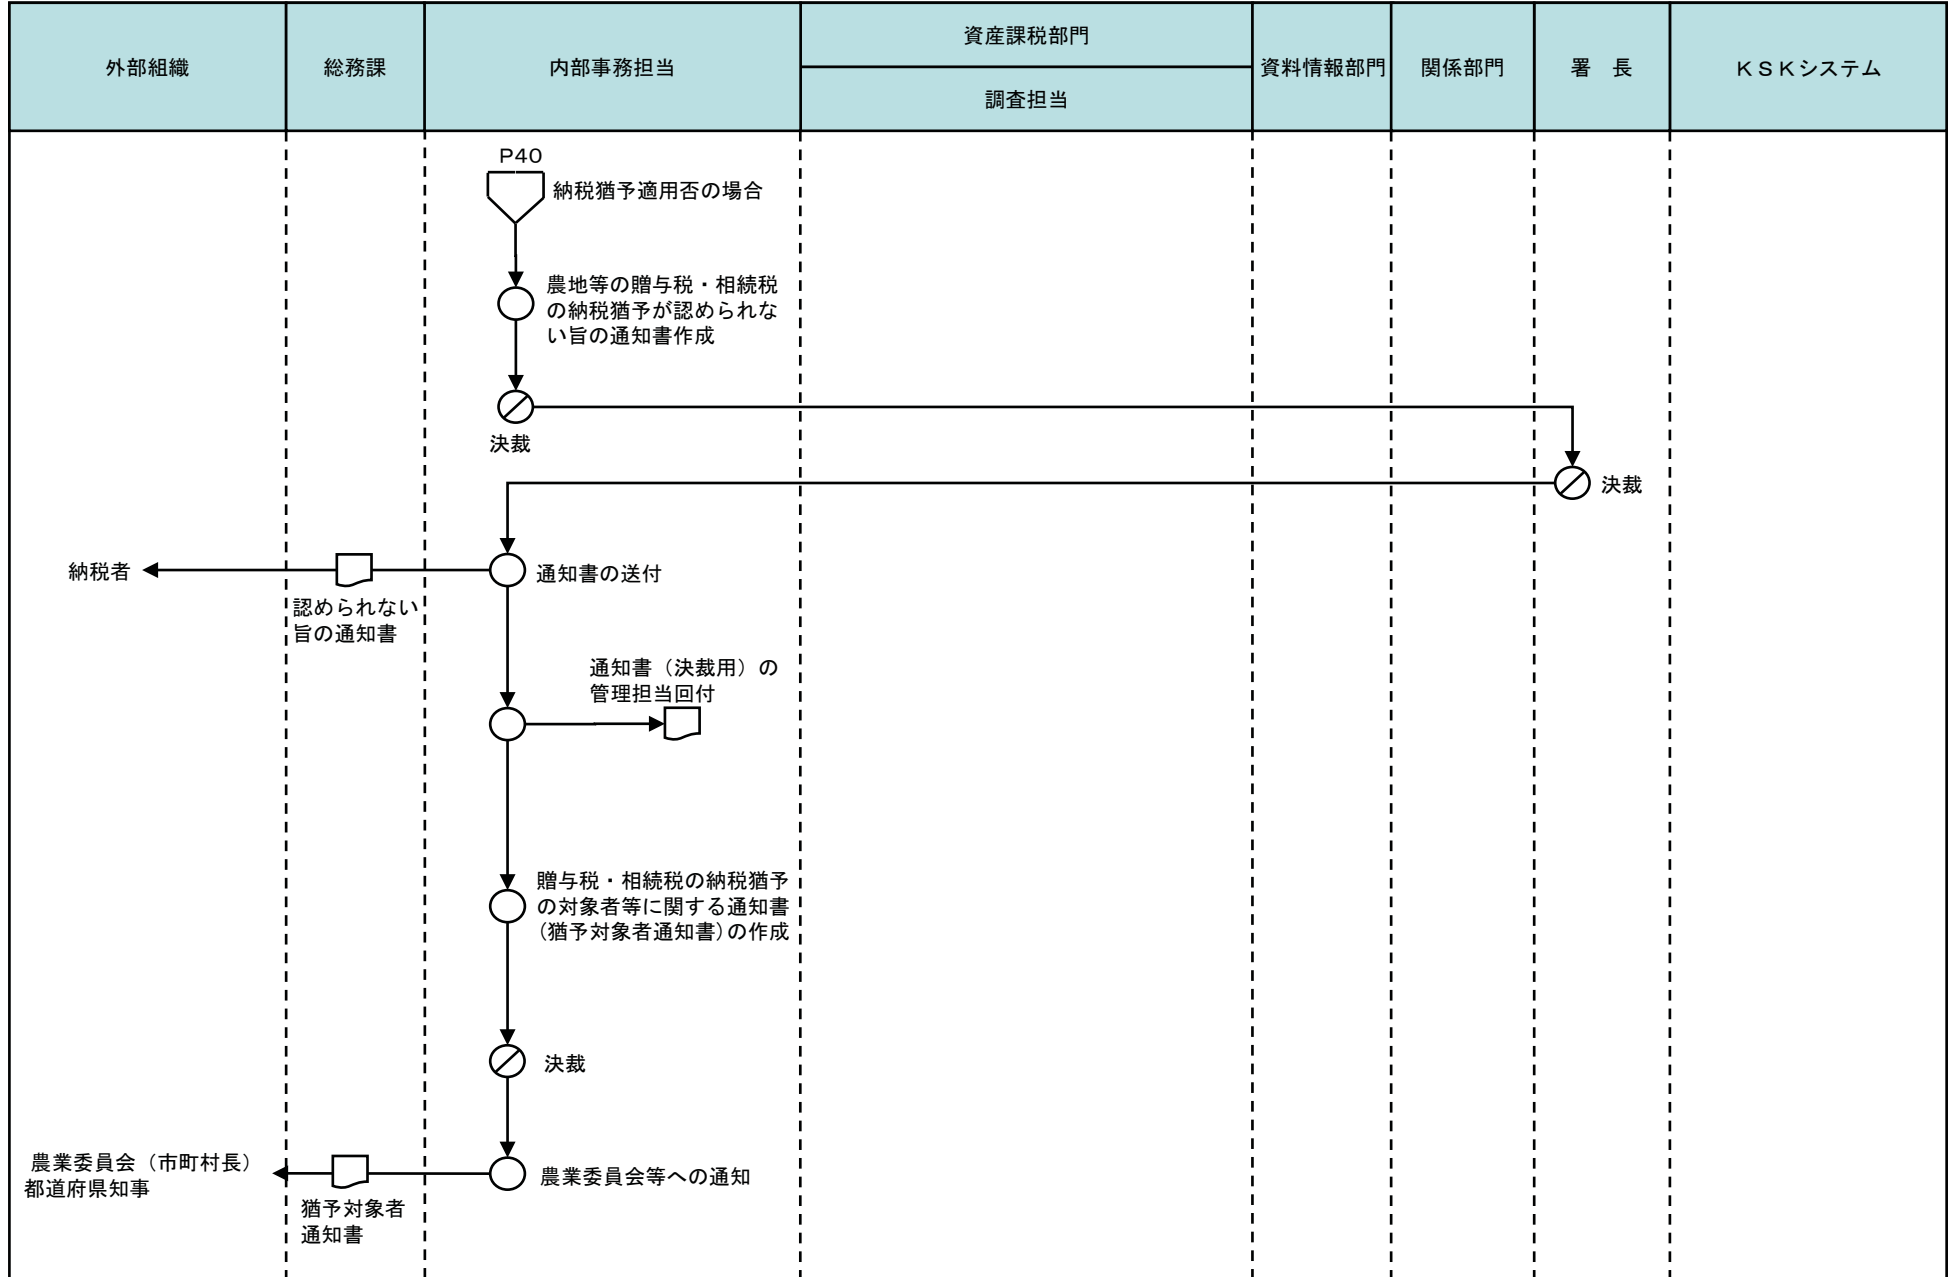 外部組織
総務課
内部事務担当
資産課税部門
調査担当
資料情報部門
関係部門
署　長
ＫＳＫシステム
P40
納税猶予適用否の場合
農地等の贈与税・相続税
の納税猶予が認められな
い旨の通知書作成
決裁
決裁
納税者
通知書の送付
認められない
旨の通知書
通知書（決裁用）の
管理担当回付
贈与税・相続税の納税猶予
の対象者等に関する通知書
（猶予対象者通知書）の作成
決裁
農業委員会（市町村長）
都道府県知事
農業委員会等への通知
猶予対象者
通知書